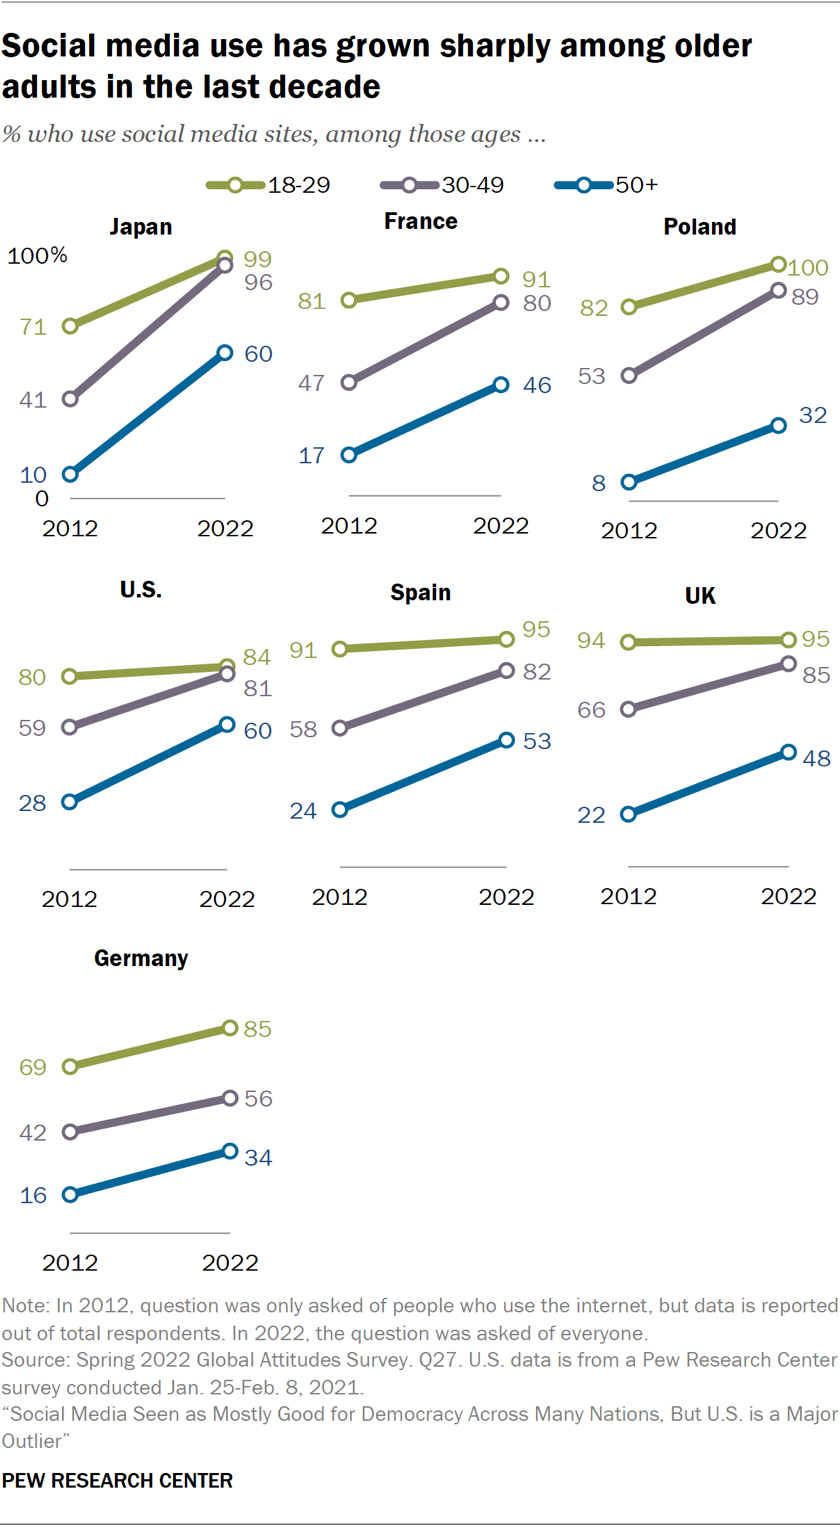 Social media use has grown sharply among older
adults in the last decade
% who use social media sites, among those ages ...
18-29 30-49 50+
Japan
100%
99
96
71
60
41
10
0
2012 2022
France
91
81
80
47
46
17
2012 2022
Poland
100
82
89
53
32
8
2012 2022
U.S.
84
80
81
59
60
28
2012 2022
Spain
95
91
82
58
53
24
2012 2022
UK
94 95
85
66
48
22
2012 2022
Germany
85
69
56
42
34
16
2012 2022
Note: In 2012, question was only asked of people who use the internet, but data is reported
out of total respondents. In 2022, the question was asked of everyone.
Source: Spring 2022 Global Attitudes Survey. Q27. U.S. data is from a Pew Research Center
survey conducted Jan. 25-Feb. 8, 2021.
“Social Media Seen as Mostly Good for Democracy Across Many Nations, But U.S. is a Major
Outlier”
PEW RESEARCH CENTER